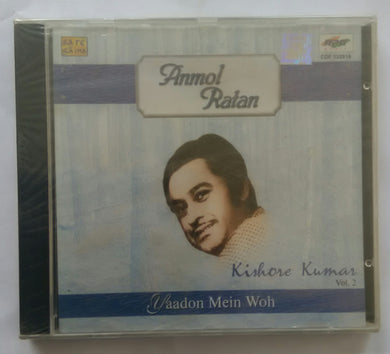 Anmol
Ratan
Kishore Kumar
Vol. 2
Yaadon Mein Woh